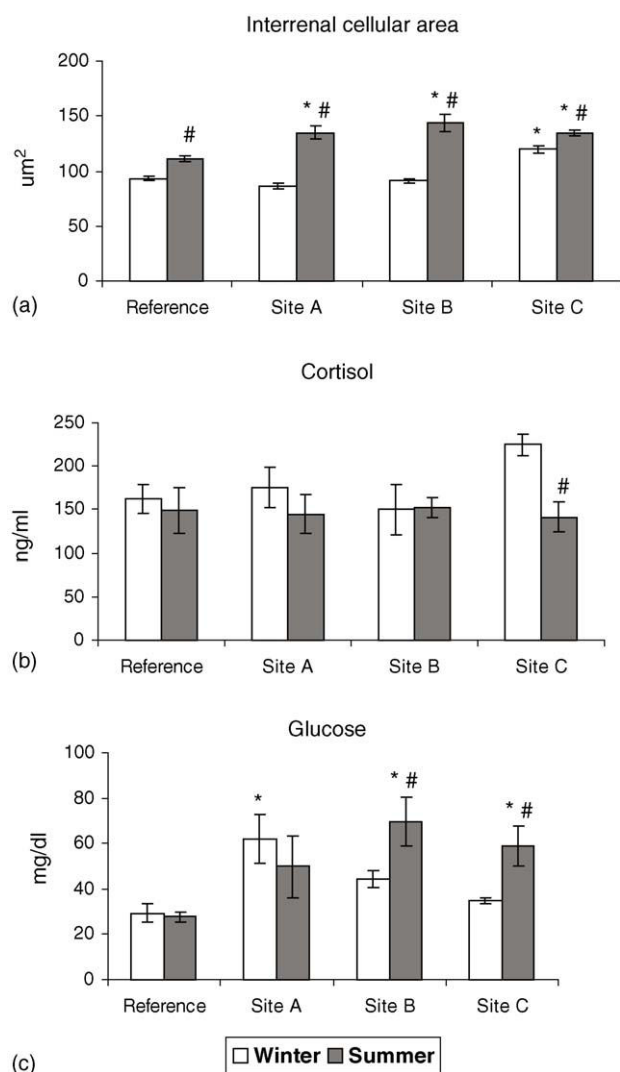 Interrenal cellular area
200
150
100
50
0
um²
#
* #
* #
*
* #
Reference Site A Site B Site C
(a)
Cortisol
250
200
150
100
50
0
ng/ml
#
Reference Site A Site B Site C
(b)
Glucose
100
80
60
40
20
0
mg/dl
*
* #
* #
Reference Site A Site B Site C
(c)
Winter Summer